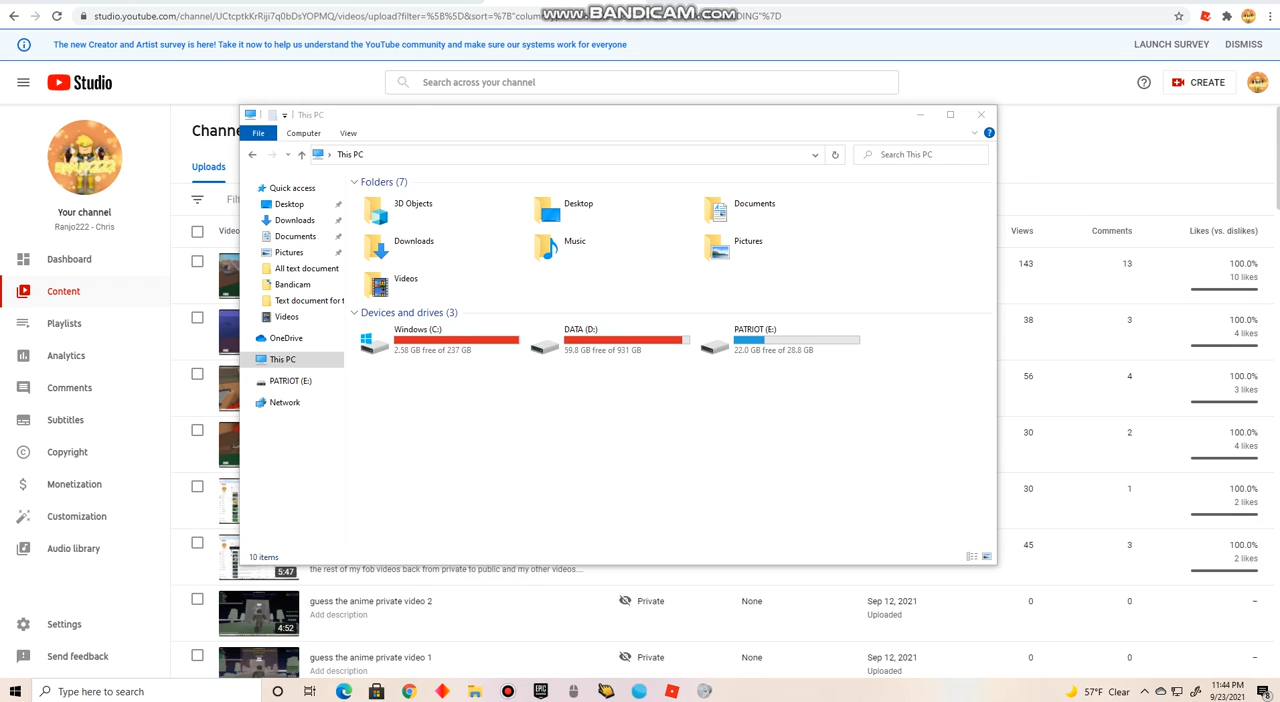 studio.youtube.com/channel/UCtcptkKrRiji7q0bDsYOPMQ/videos/upload?filter=%5B%5D&sort=%7B"colum
www.BANDICAM.com
DING"%7D
The new Creator and Artist survey is here! Take it now to help us understand the YouTube community and make sure our systems work for everyone
LAUNCH SURVEY
DISMISS
Studio
Search across your channel
CREATE
Chann
Uploads
Your channel
Ranjo222 - Chris
Dashboard
Content
Playlists
Analytics
Comments
Subtitles
Copyright
Monetization
Customization
Audio library
Settings
Send feedback
This PC
File
Computer
View
This PC
Search This PC
Quick access
Desktop
Downloads
Documents
Pictures
All text document
Bandicam
Text document for t
Videos
OneDrive
This PC
PATRIOT (E:)
Network
Folders (7)
3D Objects
Desktop
Documents
Downloads
Music
Pictures
Videos
Devices and drives (3)
Windows (C:)
2.58 GB free of 237 GB
DATA (D:)
59.8 GB free of 931 GB
PATRIOT (E:)
22.0 GB free of 28.8 GB
10 items
Filt
Video
Views
Comments
Likes (vs. dislikes)
143
13
100.0%
10 likes
38
3
100.0%
4 likes
56
4
100.0%
3 likes
30
2
100.0%
4 likes
30
1
100.0%
2 likes
45
3
100.0%
2 likes
5:47
the rest of my fob videos back from private to public and my other videos....
guess the anime private video 2
Add description
4:52
Private
None
Sep 12, 2021
Uploaded
0
0
–
guess the anime private video 1
Add description
Private
None
Sep 12, 2021
Uploaded
0
0
–
Type here to search
57°F Clear
11:44 PM
9/23/2021
8